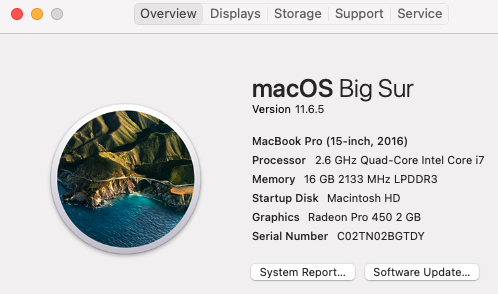 Overview Displays Storage Support Service
macOS Big Sur
Version 11.6.5
MacBook Pro (15-inch, 2016)
Processor 2.6 GHz Quad-Core Intel Core i7
Memory 16 GB 2133 MHz LPDDR3
Startup Disk Macintosh HD
Graphics Radeon Pro 450 2 GB
Serial Number C02TN02BGTDY
System Report... Software Update...